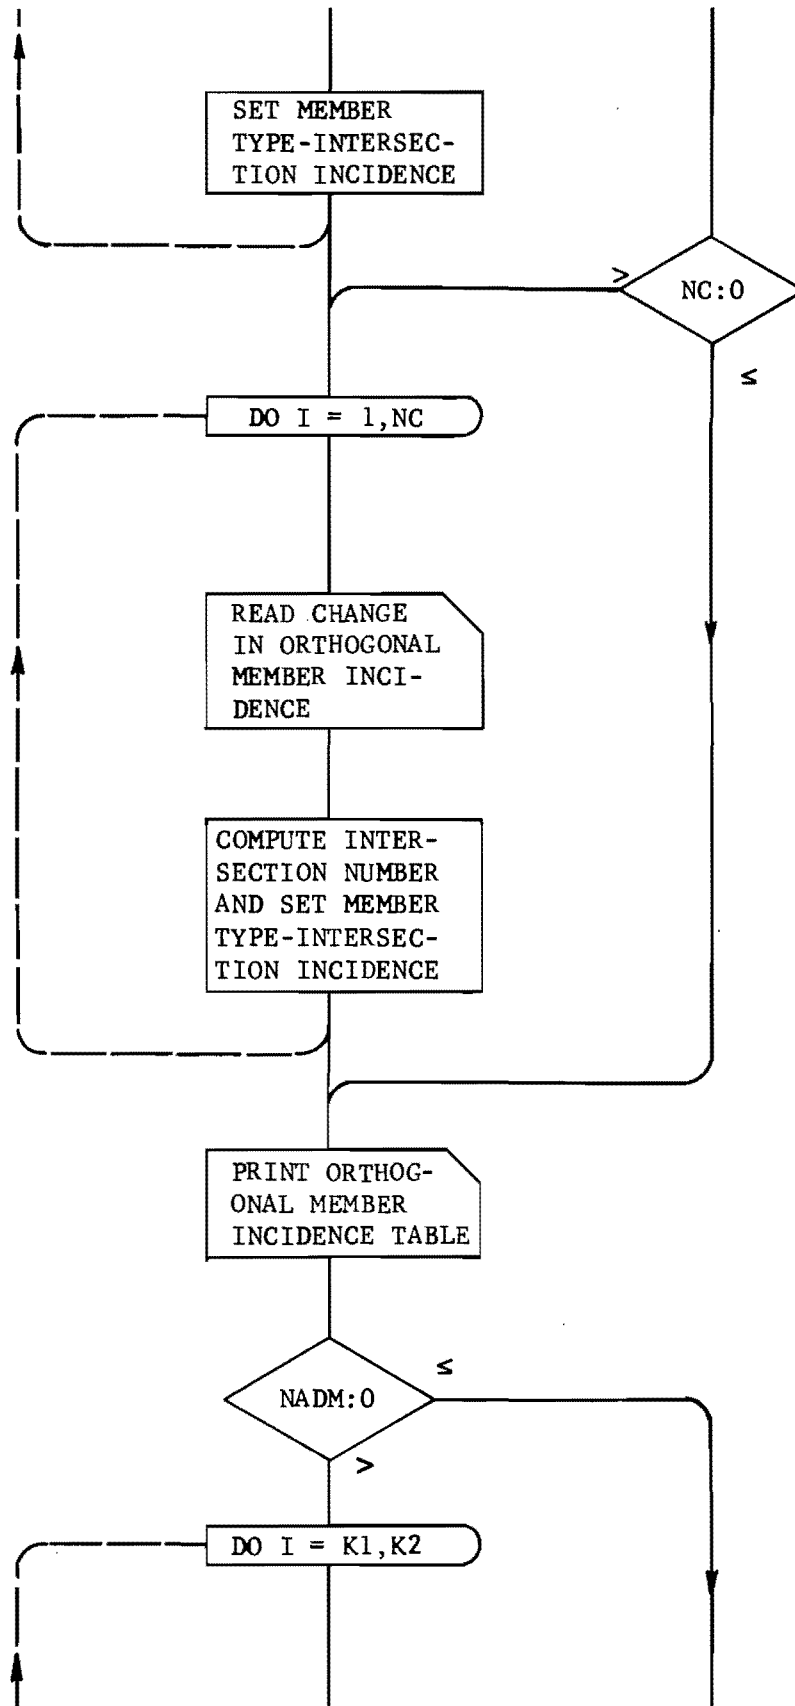 SET MEMBER
TYPE-INTERSEC-
TION INCIDENCE
>
NC:0
≤
DO I = 1,NC
READ CHANGE
IN ORTHOGONAL
MEMBER INCI-
DENCE
COMPUTE INTER-
SECTION NUMBER
AND SET MEMBER
TYPE-INTERSEC-
TION INCIDENCE
PRINT ORTHOG-
ONAL MEMBER
INCIDENCE TABLE
≤
NADM:0
>
DO I = K1,K2